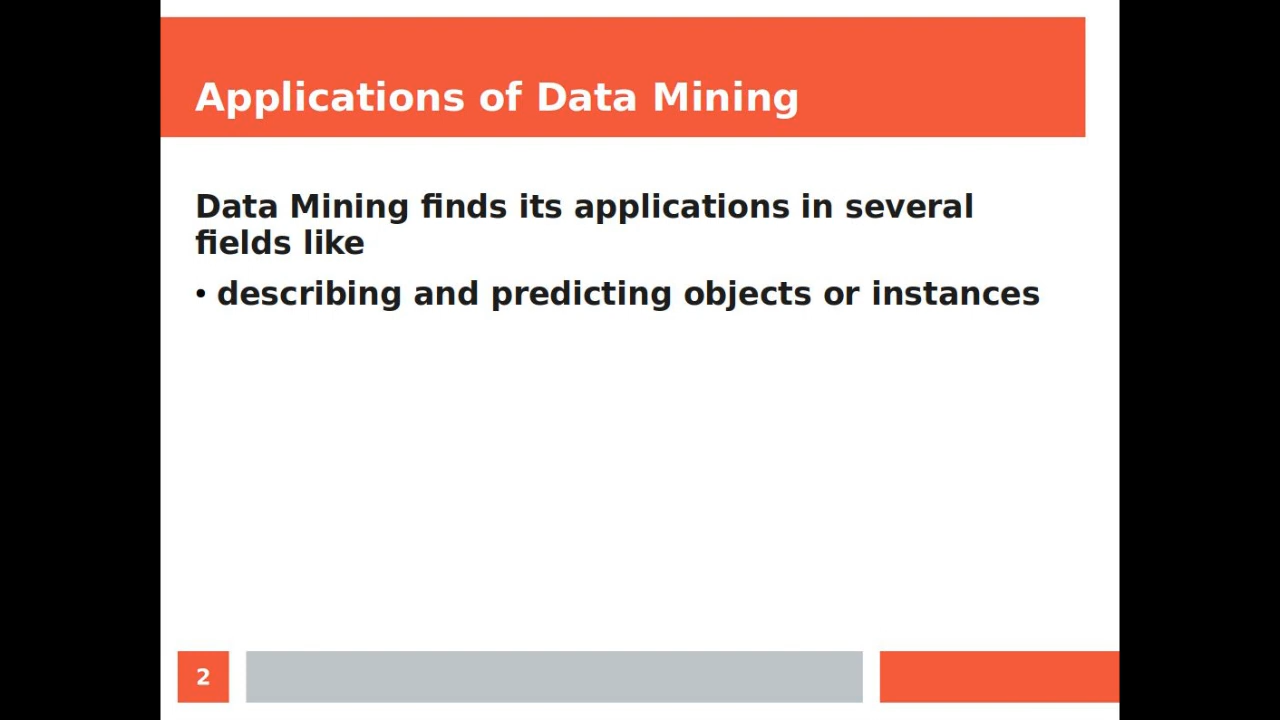 Applications of Data Mining
Data Mining finds its applications in several
fields like
• describing and predicting objects or instances
2